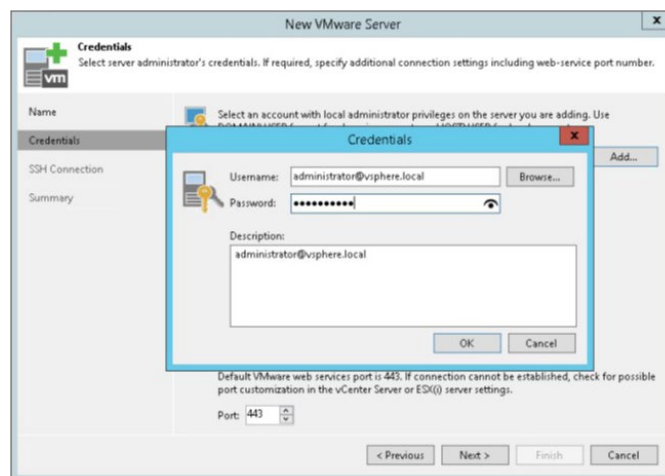 New VMware Server
x
Credentials
Select server administrator's credentials. If required, specify additional connection settings including web-service port number.
vm
Name
Credentials
SSH Connection
Summary
Select an account with local administrator privileges on the server you are adding. Use
Add...
Credentials
x
Username: administrator@vsphere.local Browse...
Password: ••••••••••
Description:
administrator@vsphere.local
OK Cancel
Default VMware web services port is 443. If connection cannot be established, check for possible
port customization in the vCenter Server or ESX(i) server settings.
Port: 443
< Previous Next > Finish Cancel